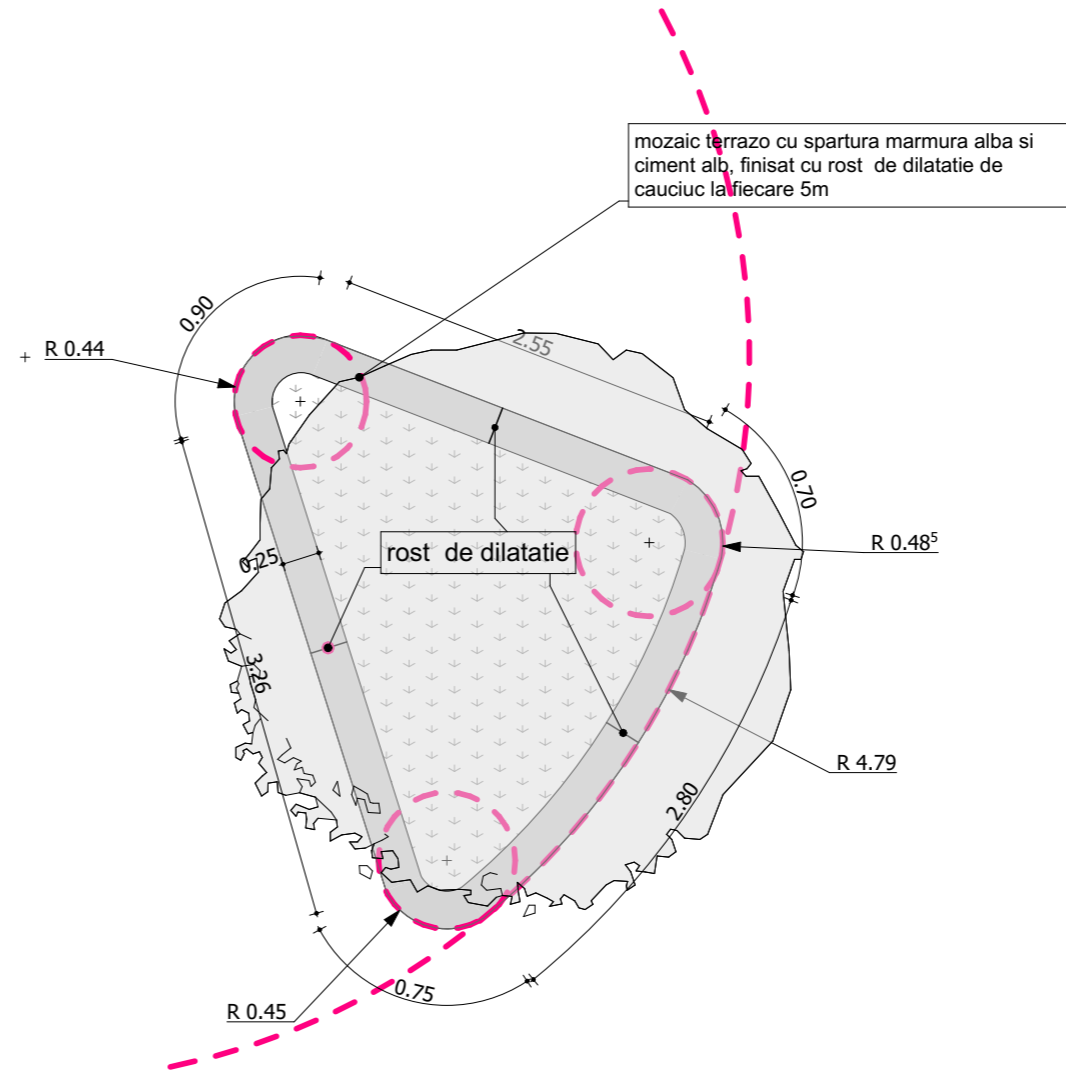 mozaic terrazo cu spartura marmura alba si
ciment alb, finisat cu rost de dilatatie de
cauciuc la fiecare 5m
0.90
R 0.44
2.55
0.70
R 0.48⁵
rost de dilatatie
0.25
3.26
R 4.79
2.80
0.75
R 0.45